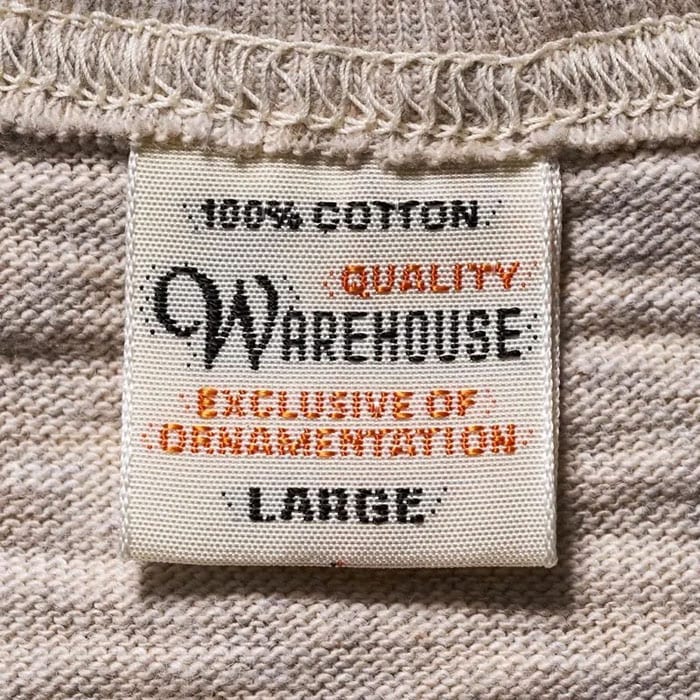 100% COTTON
QUALITY
WAREHOUSE
EXCLUSIVE OF
ORNAMENTATION
LARGE